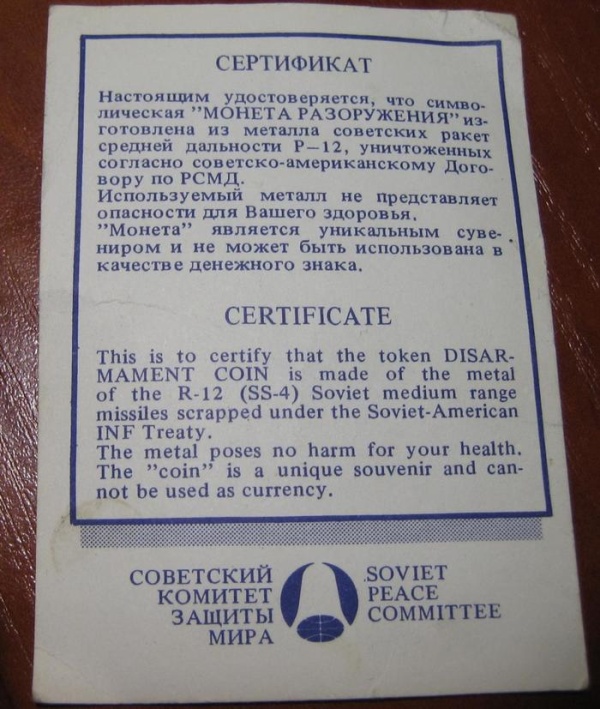 СЕРТИФИКАТ
Настоящим удостоверяется, что симво-
лическая "МОНЕТА РАЗОРУЖЕНИЯ" из-
готовлена из металла советских ракет
средней дальности Р—12, уничтоженных
согласно советско-американскому Дого-
вору по РСМД.
Используемый металл не представляет
опасности для Вашего здоровья.
"Монета" является уникальным суве-
ниром и не может быть использована в
качестве денежного знака.
CERTIFICATE
This is to certify that the token DISAR-
MAMENT COIN is made of the metal
of the R-12 (SS-4) Soviet medium range
missiles scrapped under the Soviet-American
INF Treaty.
The metal poses no harm for your health.
The "coin" is a unique souvenir and can-
not be used as currency.
СОВЕТСКИЙ
КОМИТЕТ
ЗАЩИТЫ
МИРА
SOVIET
PEACE
COMMITTEE